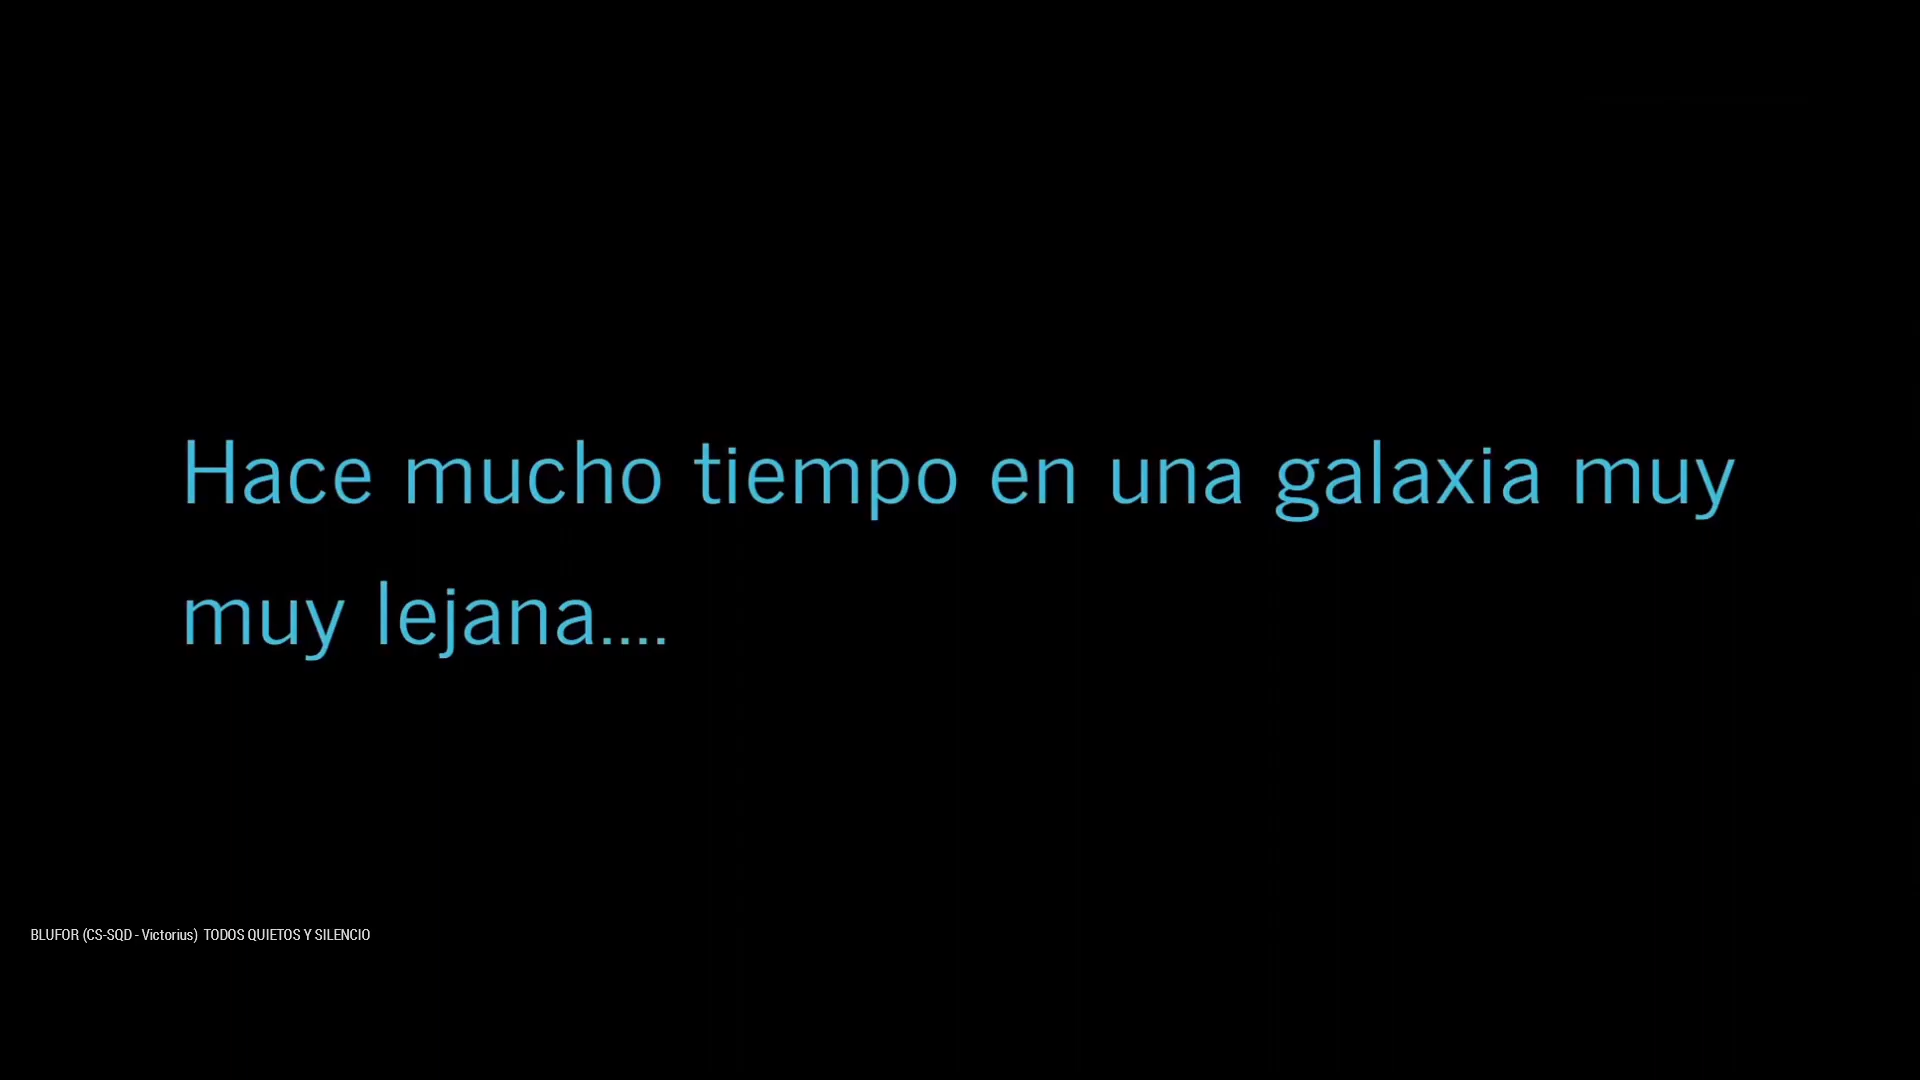 Hace mucho tiempo en una galaxia muy
muy lejana....
BLUFOR (CS-SQD - Victorius) TODOS QUIETOS Y SILENCIO